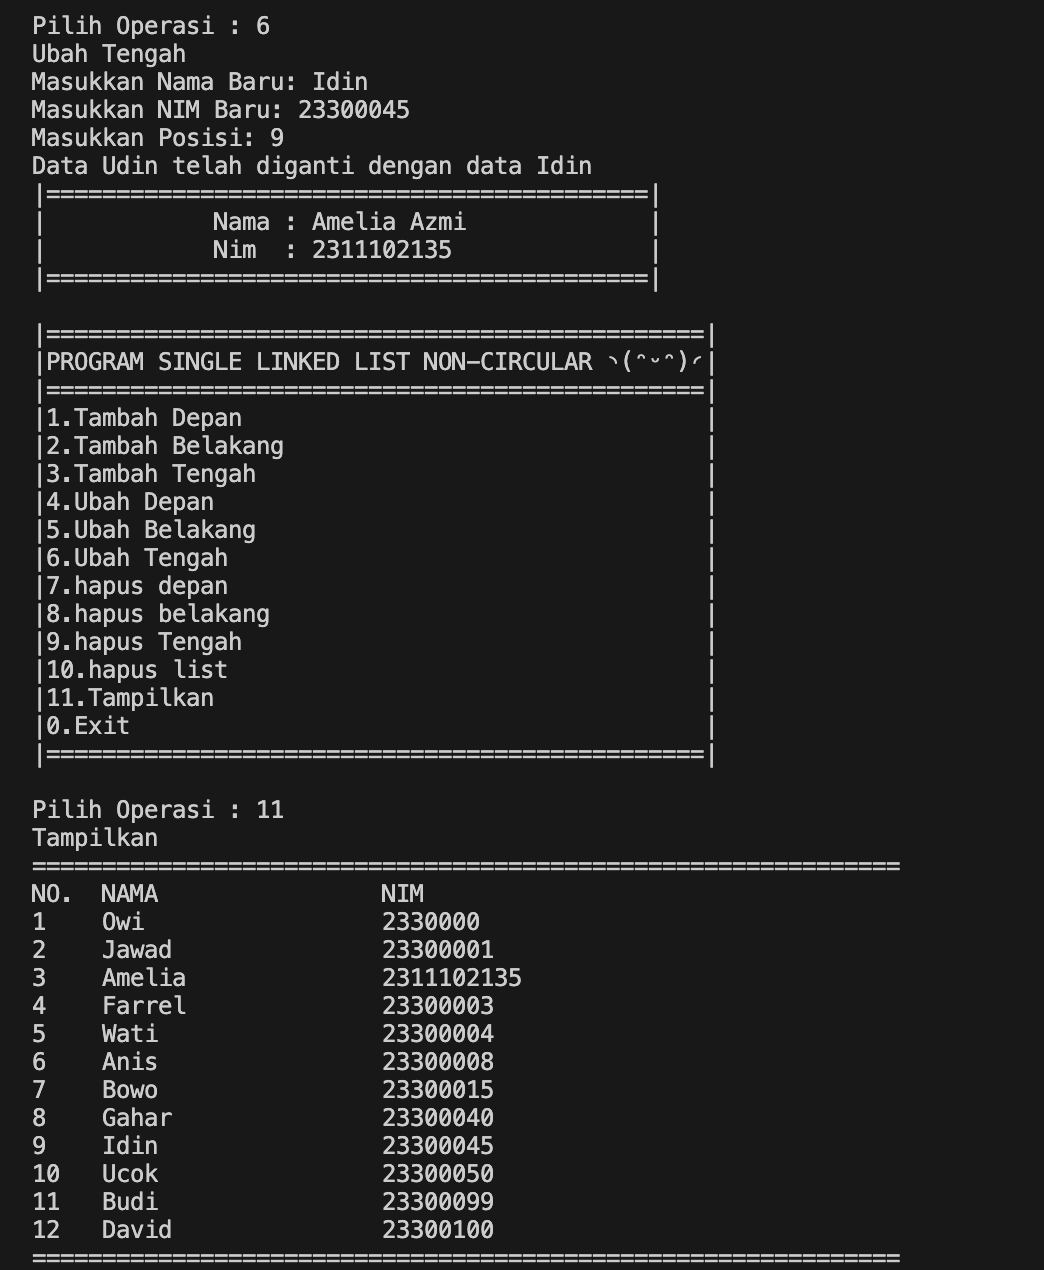 Pilih Operasi : 6
Ubah Tengah
Masukkan Nama Baru: Idin
Masukkan NIM Baru: 23300045
Masukkan Posisi: 9
Data Udin telah diganti dengan data Idin
|===========================================|
|            Nama : Amelia Azmi             |
|            Nim  : 2311102135              |
|===========================================|

|===============================================|
|PROGRAM SINGLE LINKED LIST NON-CIRCULAR ◝(ᵔᵕᵔ)◜|
|===============================================|
|1.Tambah Depan                                 |
|2.Tambah Belakang                              |
|3.Tambah Tengah                                |
|4.Ubah Depan                                   |
|5.Ubah Belakang                                |
|6.Ubah Tengah                                  |
|7.hapus depan                                  |
|8.hapus belakang                               |
|9.hapus Tengah                                 |
|10.hapus list                                  |
|11.Tampilkan                                   |
|0.Exit                                         |
|===============================================|

Pilih Operasi : 11
Tampilkan
==============================================================
NO.  NAMA                NIM
1    Owi                 2330000
2    Jawad               23300001
3    Amelia              2311102135
4    Farrel              23300003
5    Wati                23300004
6    Anis                23300008
7    Bowo                23300015
8    Gahar               23300040
9    Idin                23300045
10   Ucok                23300050
11   Budi                23300099
12   David               23300100
==============================================================